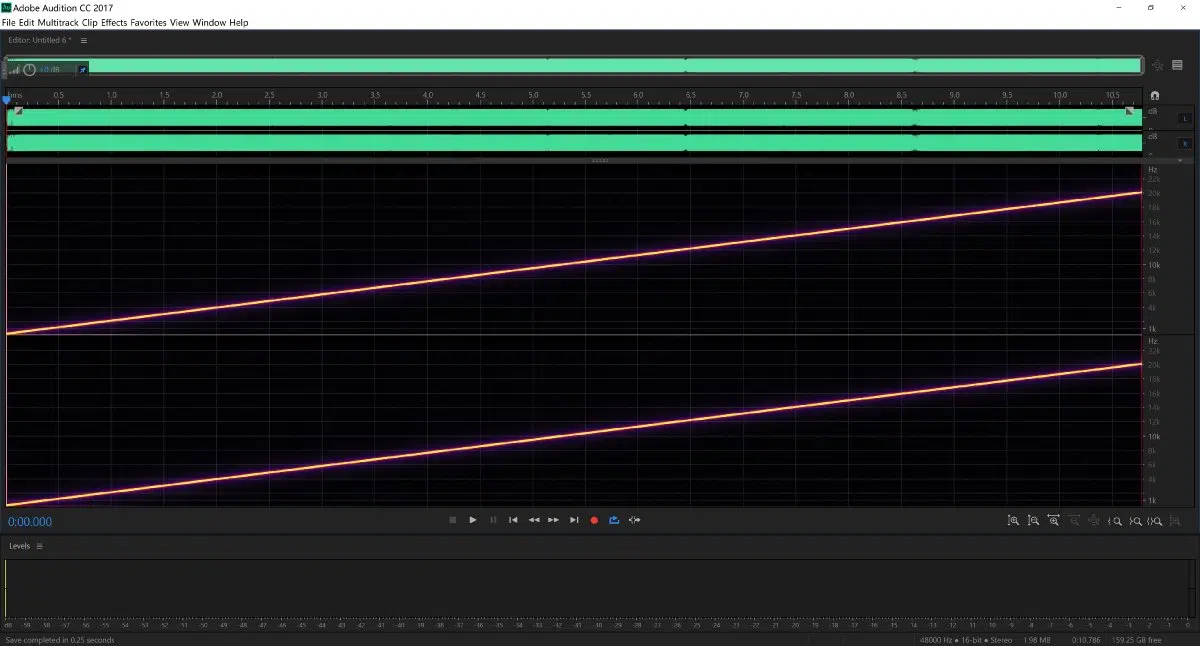 Adobe Audition CC 2017
File Edit Multitrack Clip Effects Favorites View Window Help
Editor: Untitled 6 *
+0 dB
hms 0.5 1.0 1.5 2.0 2.5 3.0 3.5 4.0 4.5 5.0 5.5 6.0 6.5 7.0 7.5 8.0 8.5 9.0 9.5 10.0 10.5
dB
L
dB
R
Hz
22k
20k
18k
16k
14k
12k
10k
8k
6k
4k
1k
Hz
22k
20k
18k
16k
14k
12k
10k
8k
6k
4k
1k
0:00.000
Levels
dB -59 -58 -57 -56 -55 -54 -53 -52 -51 -50 -49 -48 -47 -46 -45 -44 -43 -42 -41 -40 -39 -38 -37 -36 -35 -34 -33 -32 -31 -30 -29 -28 -27 -26 -25 -24 -23 -22 -21 -20 -19 -18 -17 -16 -15 -14 -13 -12 -11 -10 -9 -8 -7 -6 -5 -4 -3 -2 -1 0
Save completed in 0.25 seconds
48000 Hz ● 16-bit ● Stereo 1.98 MB 0:10.786 159.25 GB free